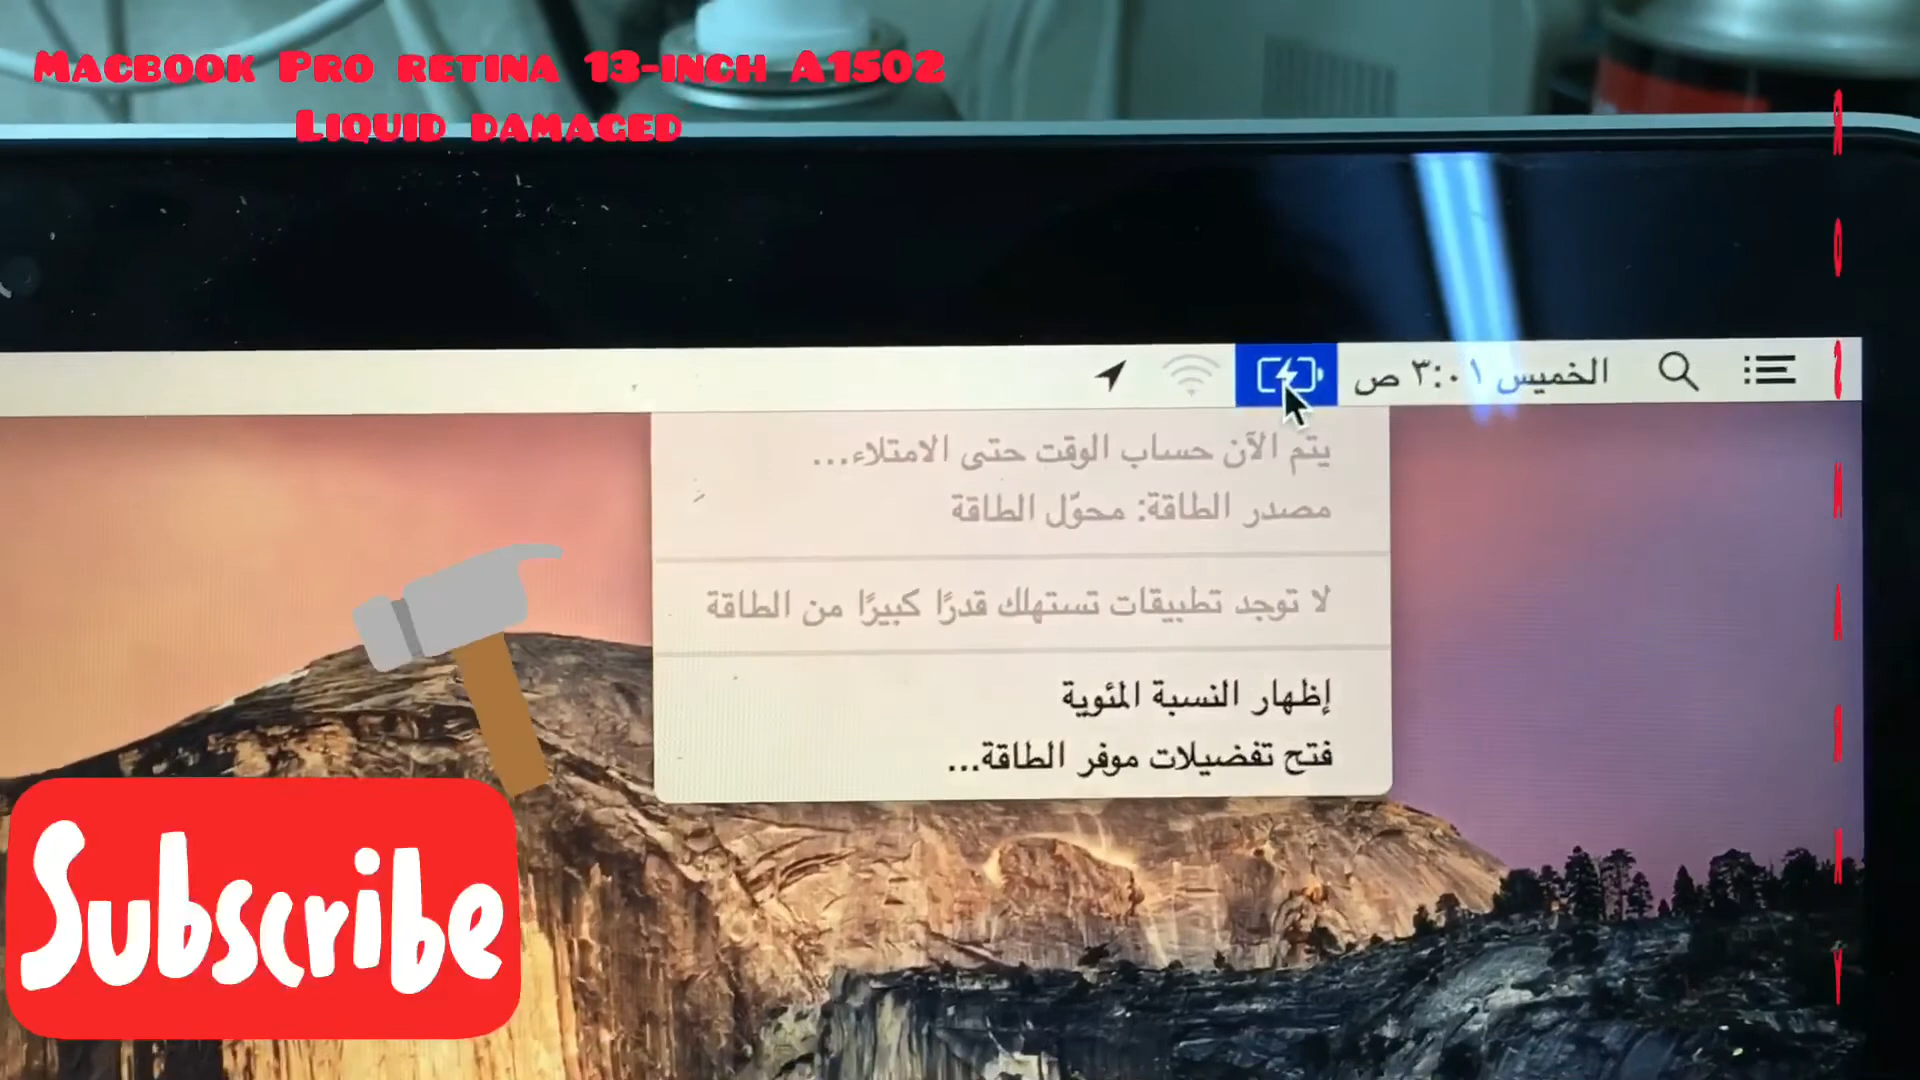 Macbook Pro retina 13-inch A1502
Liquid damaged
الخميس ٣:٠١ ص
يتم الآن حساب الوقت حتى الامتلاء...
مصدر الطاقة: محوّل الطاقة
لا توجد تطبيقات تستهلك قدرًا كبيرًا من الطاقة
إظهار النسبة المئوية
فتح تفضيلات موفر الطاقة...
Subscribe